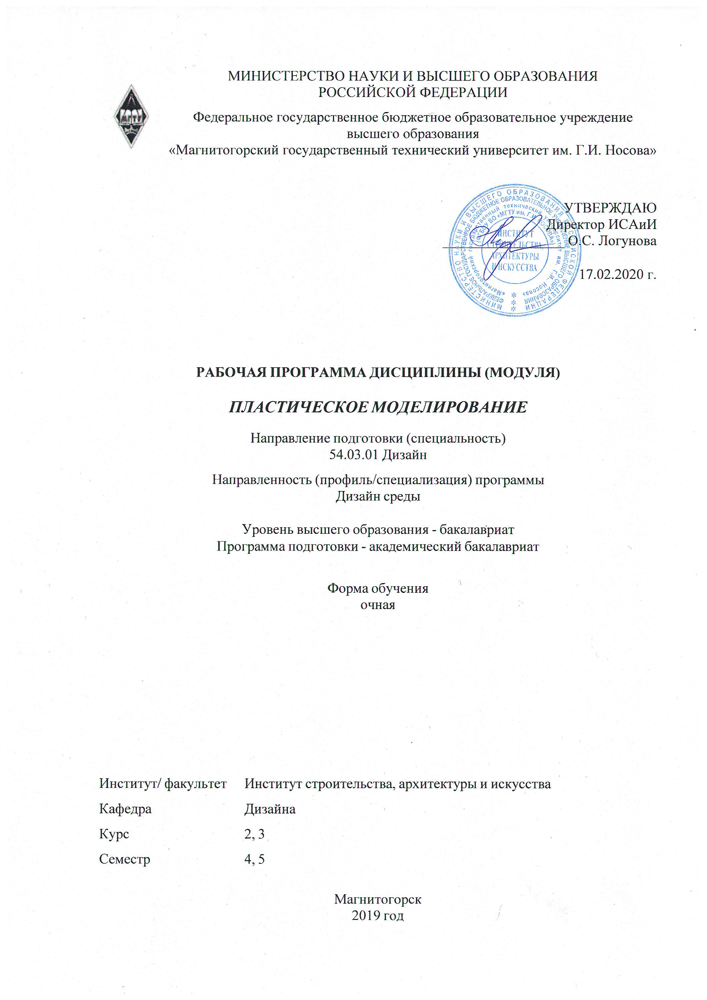 МИНИСТЕРСТВО НАУКИ И ВЫСШЕГО ОБРАЗОВАНИЯ
РОССИЙСКОЙ ФЕДЕРАЦИИ
МГТУ
Федеральное государственное бюджетное образовательное учреждение
высшего образования
«Магнитогорский государственный технический университет им. Г.И. Носова»
УТВЕРЖДАЮ
Директор ИСАиИ
О.С. Логунова
17.02.2020 г.
МИНИСТЕРСТВО НАУКИ И ВЫСШЕГО ОБРАЗОВАНИЯ РОССИЙСКОЙ ФЕДЕРАЦИИ
ФЕДЕРАЛЬНОЕ ГОСУДАРСТВЕННОЕ БЮДЖЕТНОЕ ОБРАЗОВАТЕЛЬНОЕ УЧРЕЖДЕНИЕ ВЫСШЕГО ОБРАЗОВАНИЯ
«Магнитогорский государственный технический университет им. Г.И. Носова»
(ФГБОУ ВО «МГТУ им. Г.И. НОСОВА»)
ИНСТИТУТ
СТРОИТЕЛЬСТВА,
АРХИТЕКТУРЫ
И ИСКУССТВА
РАБОЧАЯ ПРОГРАММА ДИСЦИПЛИНЫ (МОДУЛЯ)
ПЛАСТИЧЕСКОЕ МОДЕЛИРОВАНИЕ
Направление подготовки (специальность)
54.03.01 Дизайн
Направленность (профиль/специализация) программы
Дизайн среды
Уровень высшего образования - бакалавриат
Программа подготовки - академический бакалавриат
Форма обучения
очная
Институт/ факультет Институт строительства, архитектуры и искусства
Кафедра Дизайна
Курс 2, 3
Семестр 4, 5
Магнитогорск
2019 год